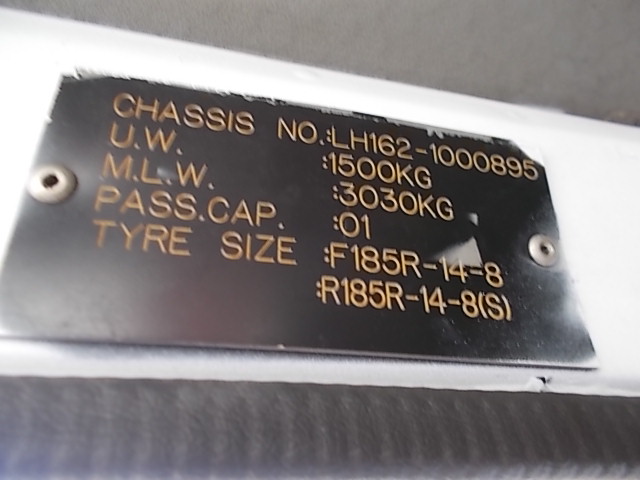 CHASSIS NO.:LH162-1000895
U.W. :1500KG
M.L.W. :3030KG
PASS.CAP. :01
TYRE SIZE :F185R-14-8
:R185R-14-8(S)